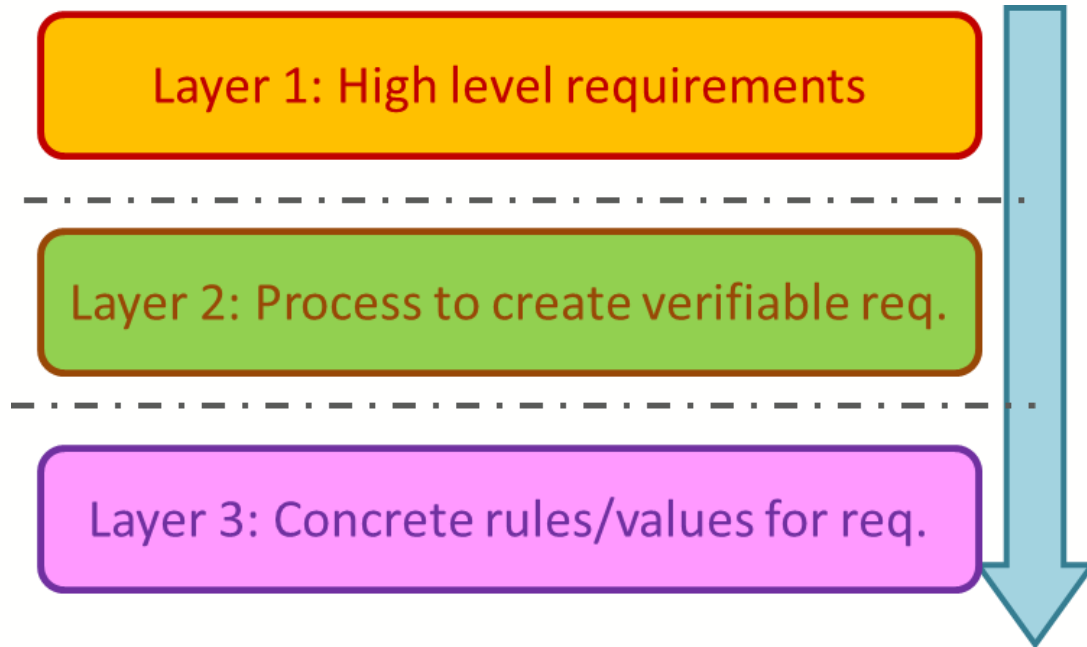 Layer 1: High level requirements
Layer 2: Process to create verifiable req.
Layer 3: Concrete rules/values for req.